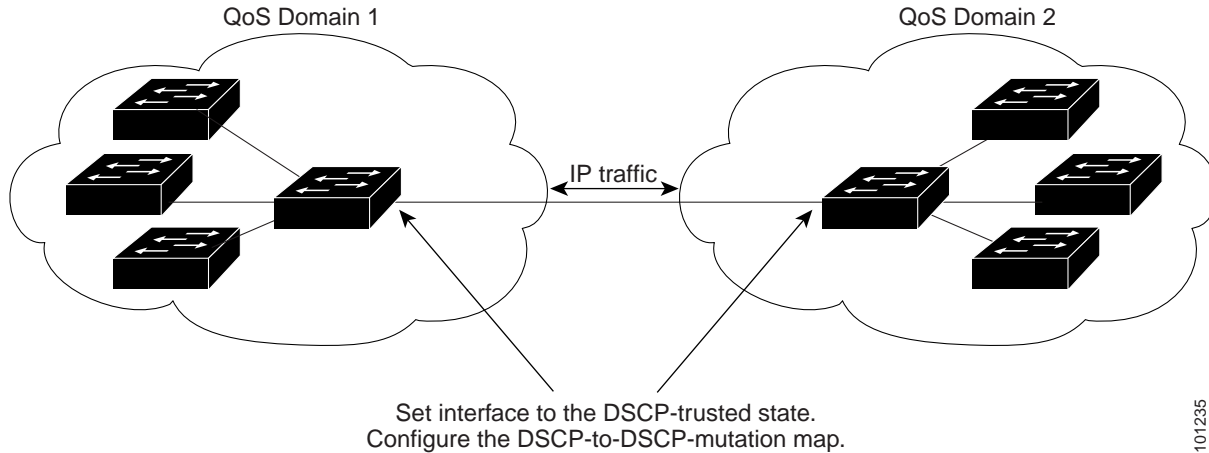 QoS Domain 1
QoS Domain 2
IP traffic
Set interface to the DSCP-trusted state.
Configure the DSCP-to-DSCP-mutation map.
101235